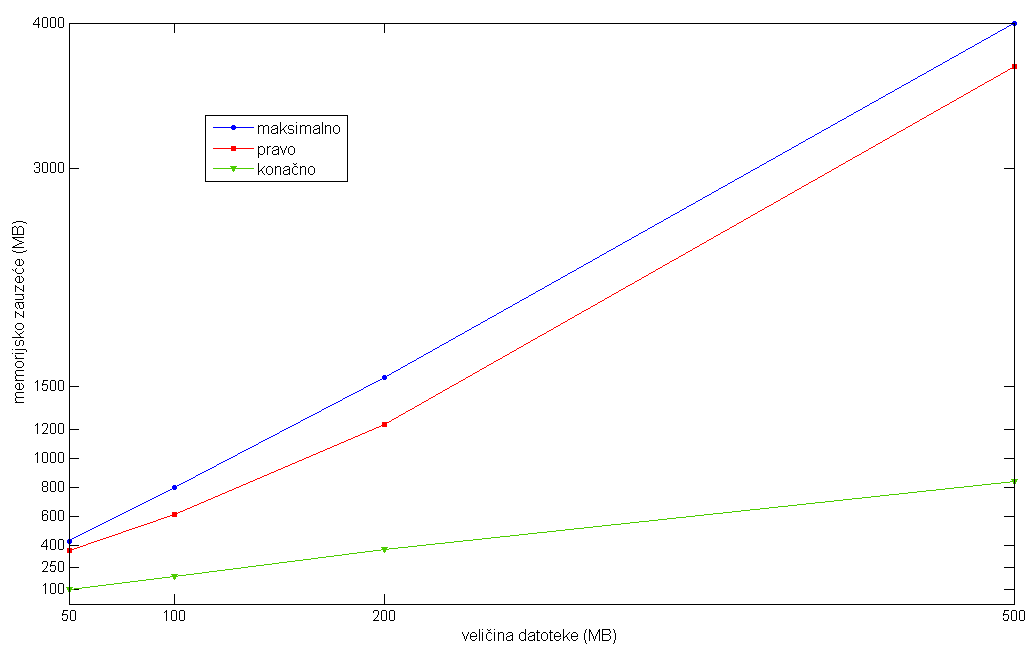 4000
3000
1500
1200
1000
800
600
400
250
100
memorijsko zauzeće (MB)
maksimalno
pravo
konačno
50 100 200 500
veličina datoteke (MB)